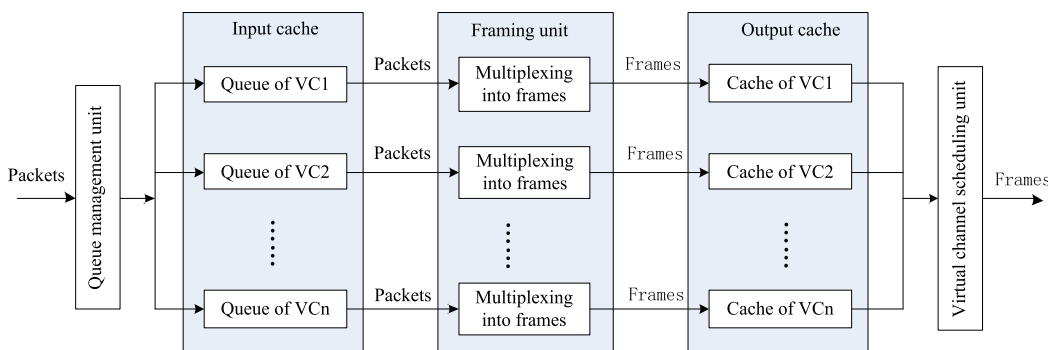 Input cache
Framing unit
Output cache
Packets
Queue management unit
Queue of VC1
Packets
Multiplexing
into frames
Frames
Cache of VC1
Queue of VC2
Packets
Multiplexing
into frames
Frames
Cache of VC2
Queue of VCn
Packets
Multiplexing
into frames
Frames
Cache of VCn
Virtual channel scheduling unit
Frames